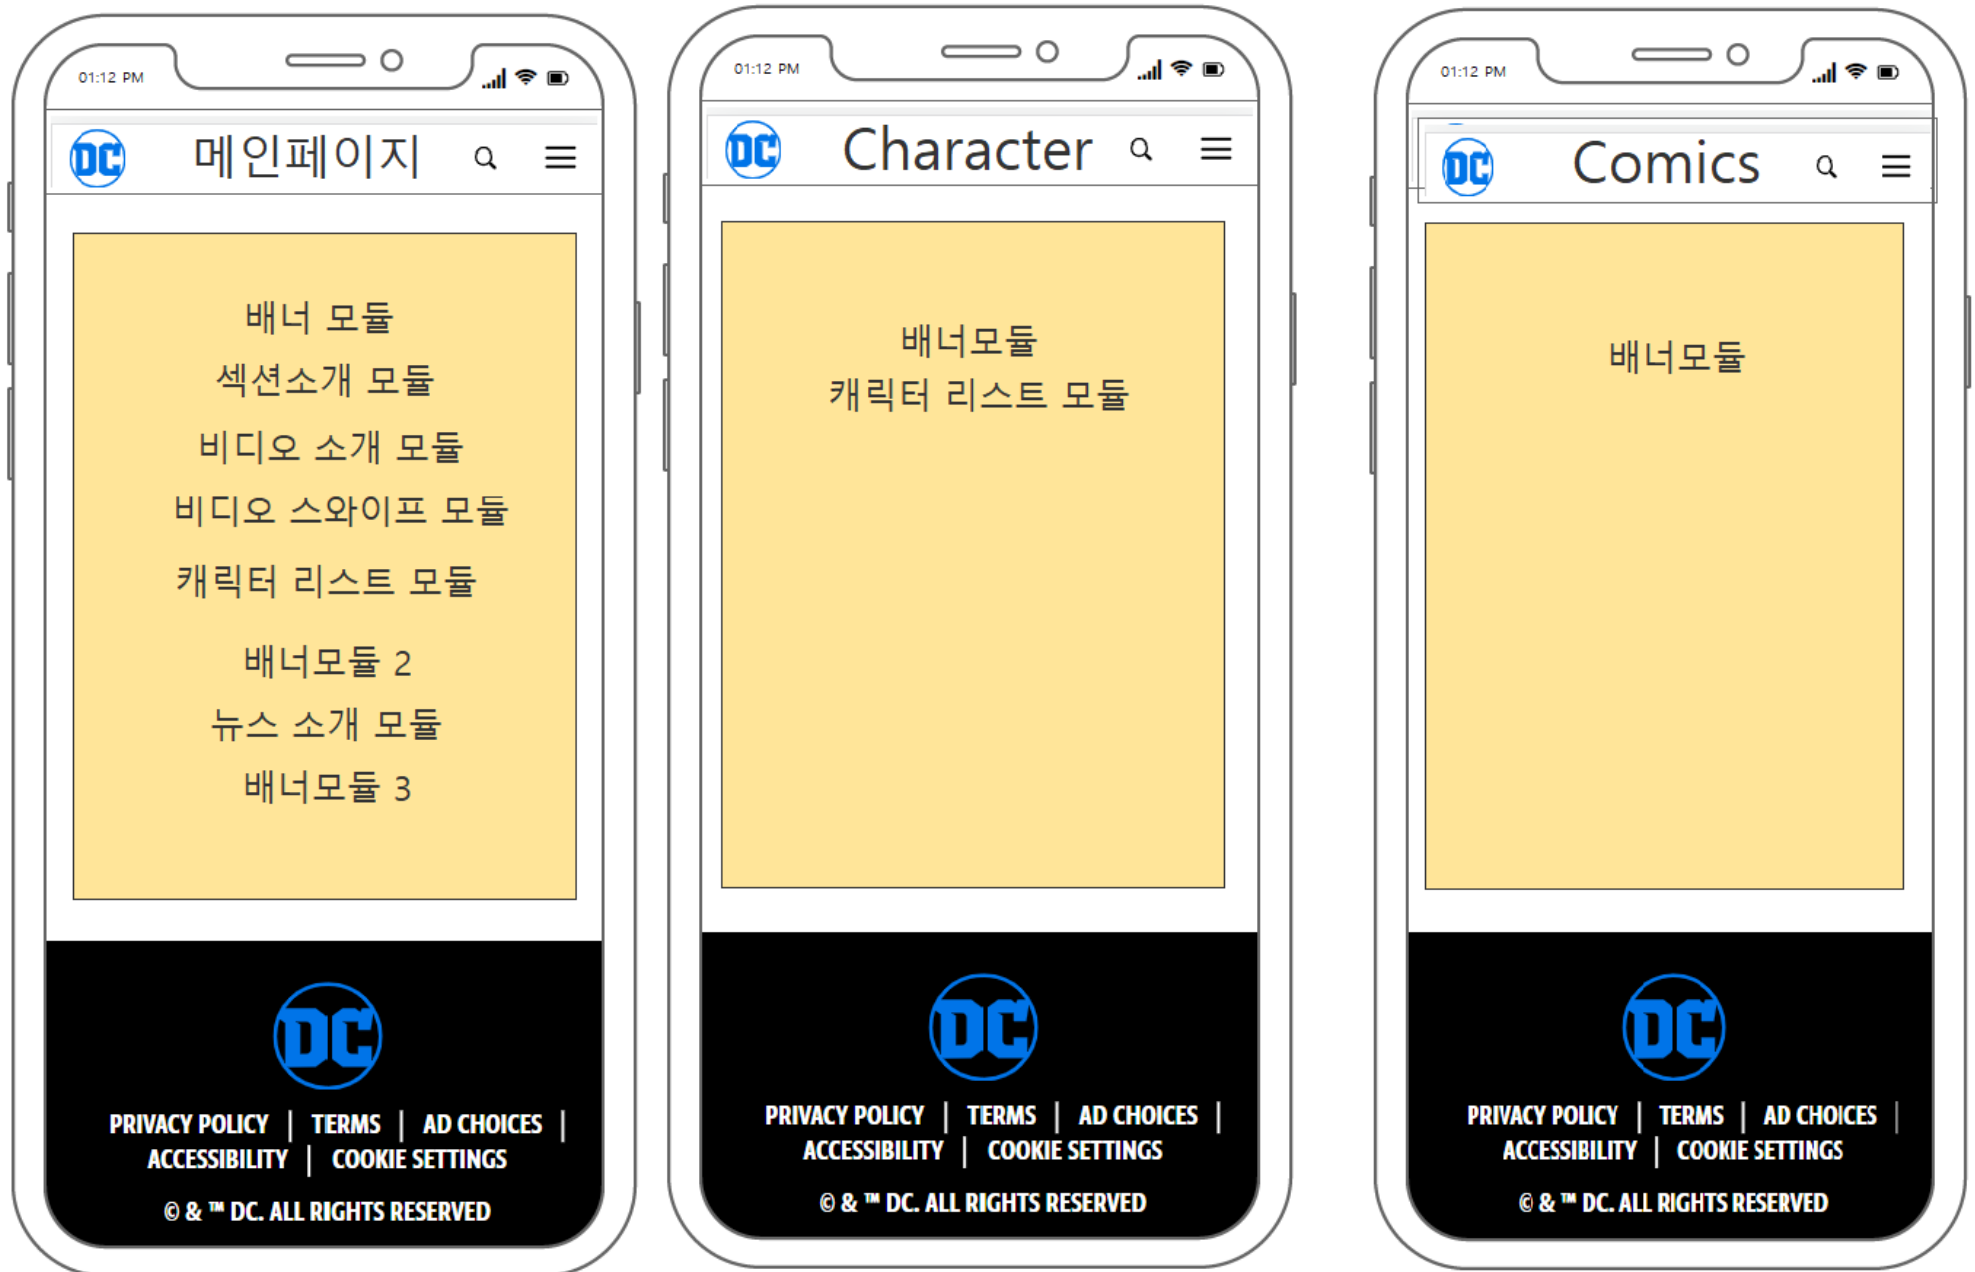 01:12 PM
DC
메인페이지
배너 모듈
섹션소개 모듈
비디오 소개 모듈
비디오 스와이프 모듈
캐릭터 리스트 모듈
배너모듈 2
뉴스 소개 모듈
배너모듈 3
DC
PRIVACY POLICY | TERMS | AD CHOICES |
ACCESSIBILITY | COOKIE SETTINGS
© & ™ DC. ALL RIGHTS RESERVED
01:12 PM
DC
Character
배너모듈
캐릭터 리스트 모듈
DC
PRIVACY POLICY | TERMS | AD CHOICES |
ACCESSIBILITY | COOKIE SETTINGS
© & ™ DC. ALL RIGHTS RESERVED
01:12 PM
DC
Comics
배너모듈
DC
PRIVACY POLICY | TERMS | AD CHOICES |
ACCESSIBILITY | COOKIE SETTINGS
© & ™ DC. ALL RIGHTS RESERVED